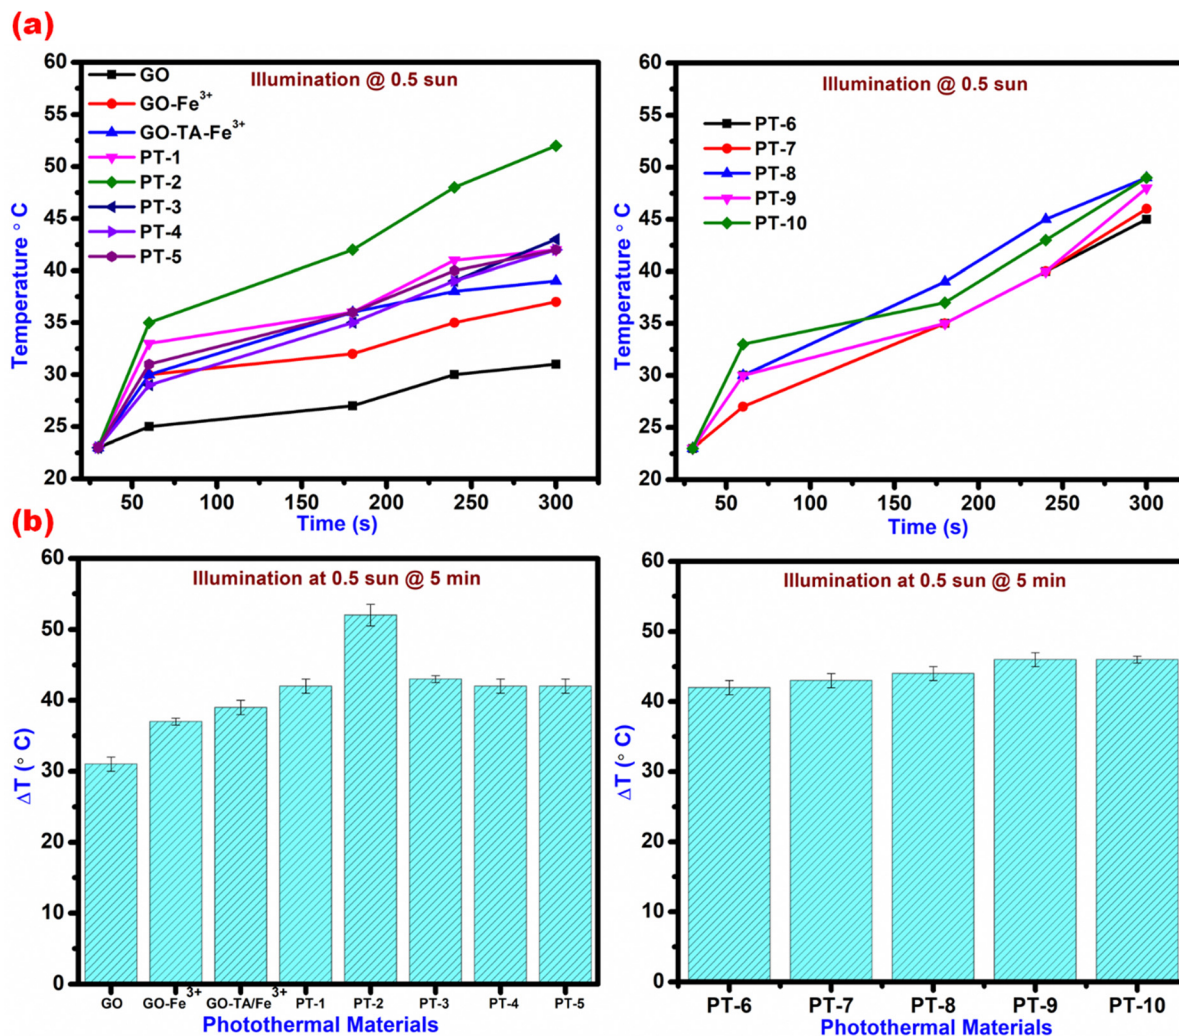 (a)
Illumination @ 0.5 sun
GO
GO-Fe³⁺
GO-TA-Fe³⁺
PT-1
PT-2
PT-3
PT-4
PT-5
Temperature ° C
60
55
50
45
40
35
30
25
20
50 100 150 200 250 300
Time (s)
Illumination @ 0.5 sun
PT-6
PT-7
PT-8
PT-9
PT-10
Temperature ° C
60
55
50
45
40
35
30
25
20
50 100 150 200 250 300
Time (s)
(b)
Illumination at 0.5 sun @ 5 min
ΔT (° C)
60
50
40
30
20
10
0
GO GO-Fe³⁺ GO-TA/Fe³⁺ PT-1 PT-2 PT-3 PT-4 PT-5
Photothermal Materials
Illumination at 0.5 sun @ 5 min
ΔT (° C)
60
50
40
30
20
10
0
PT-6 PT-7 PT-8 PT-9 PT-10
Photothermal Materials